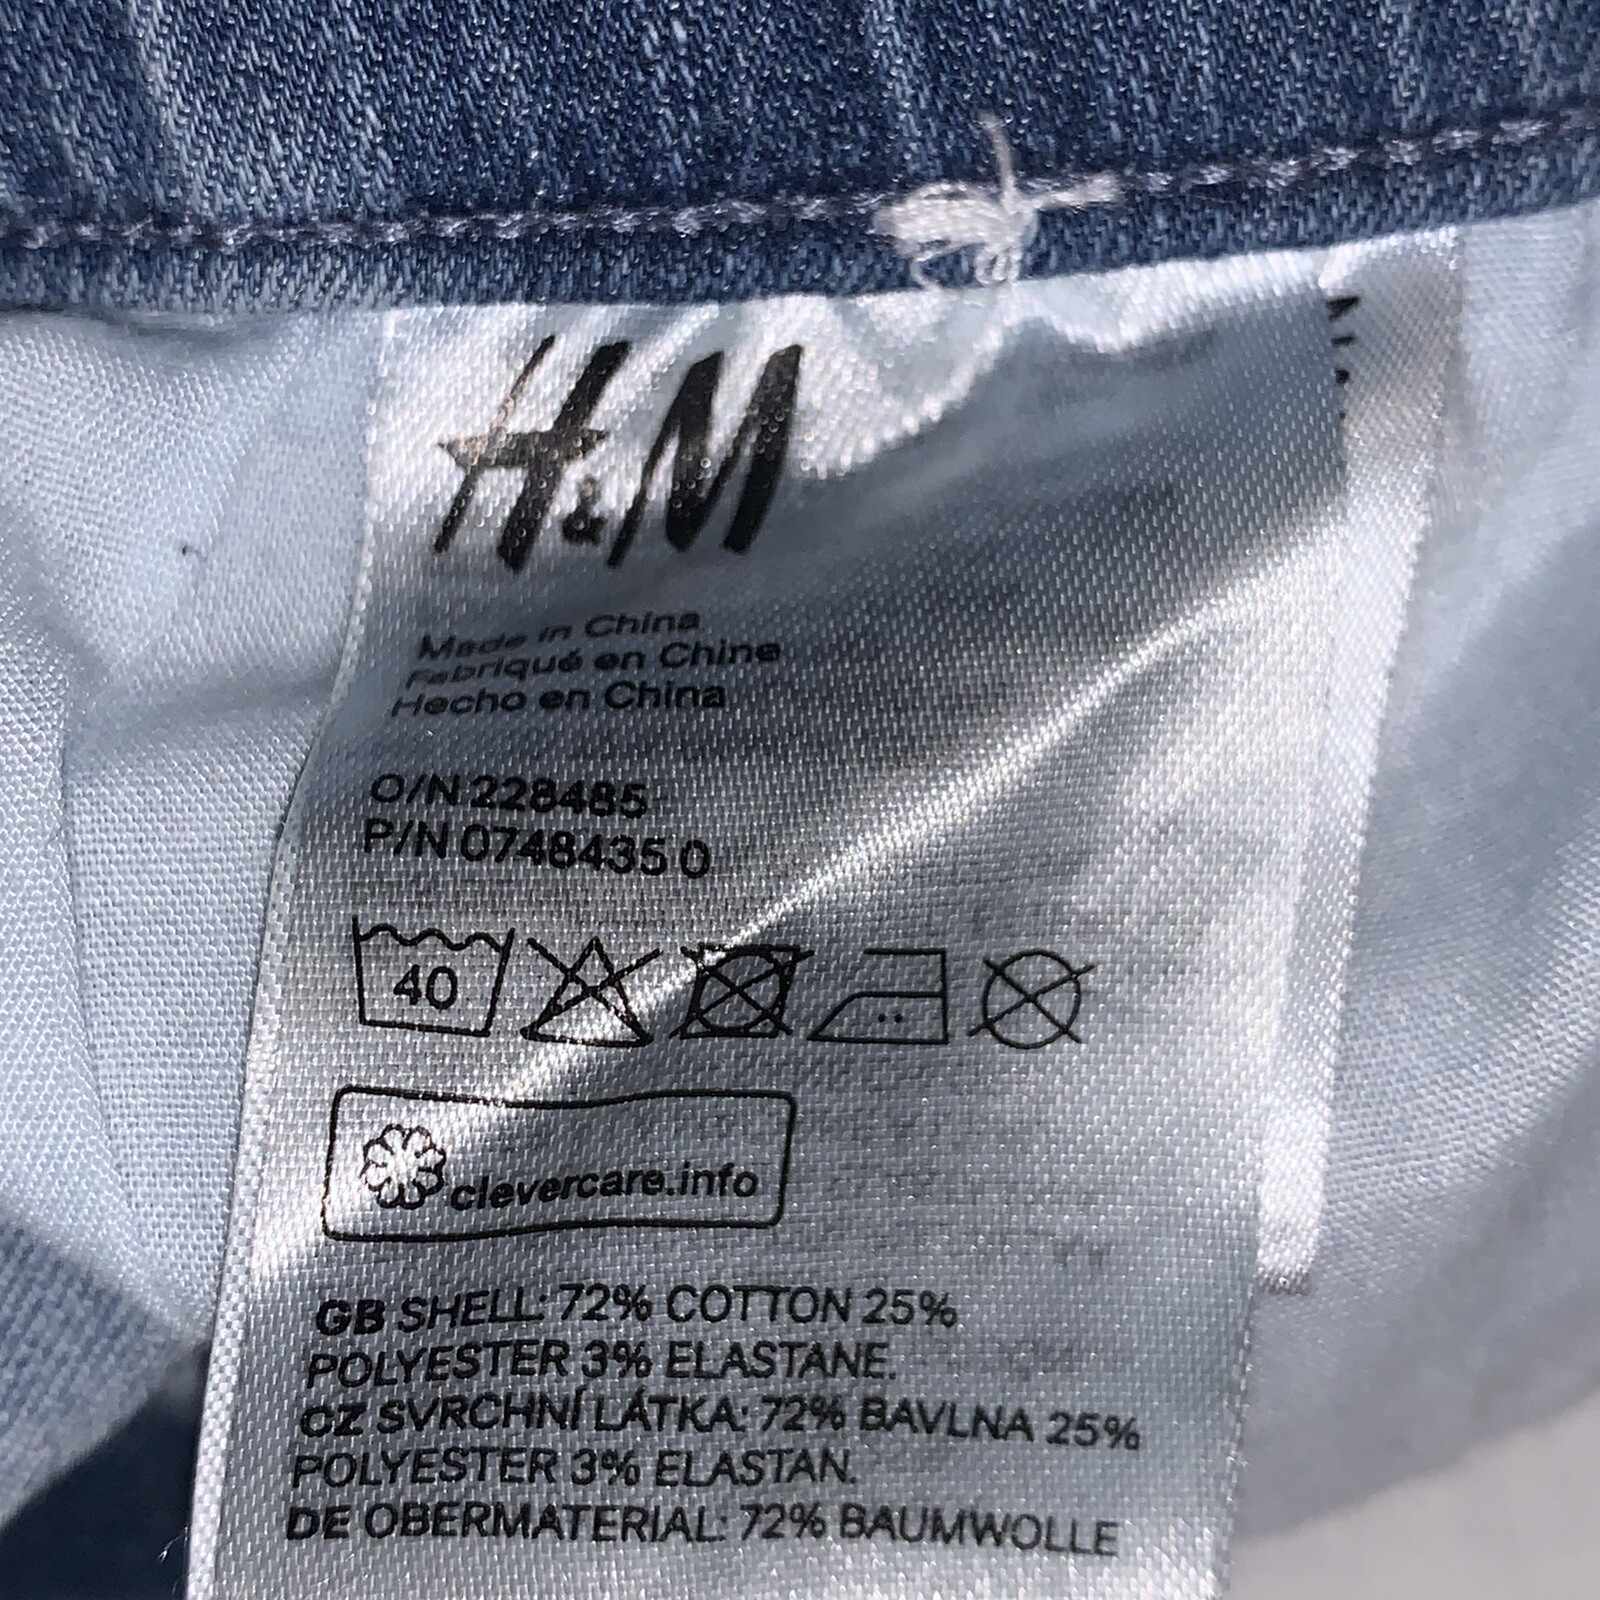 H&M
Made in China
Fabriqué en Chine
Hecho en China
O/N 228485
P/N 0748435 0
40
clevercare.info
GB SHELL: 72% COTTON 25%
POLYESTER 3% ELASTANE.
CZ SVRCHNÍ LÁTKA: 72% BAVLNA 25%
POLYESTER 3% ELASTAN.
DE OBERMATERIAL: 72% BAUMWOLLE